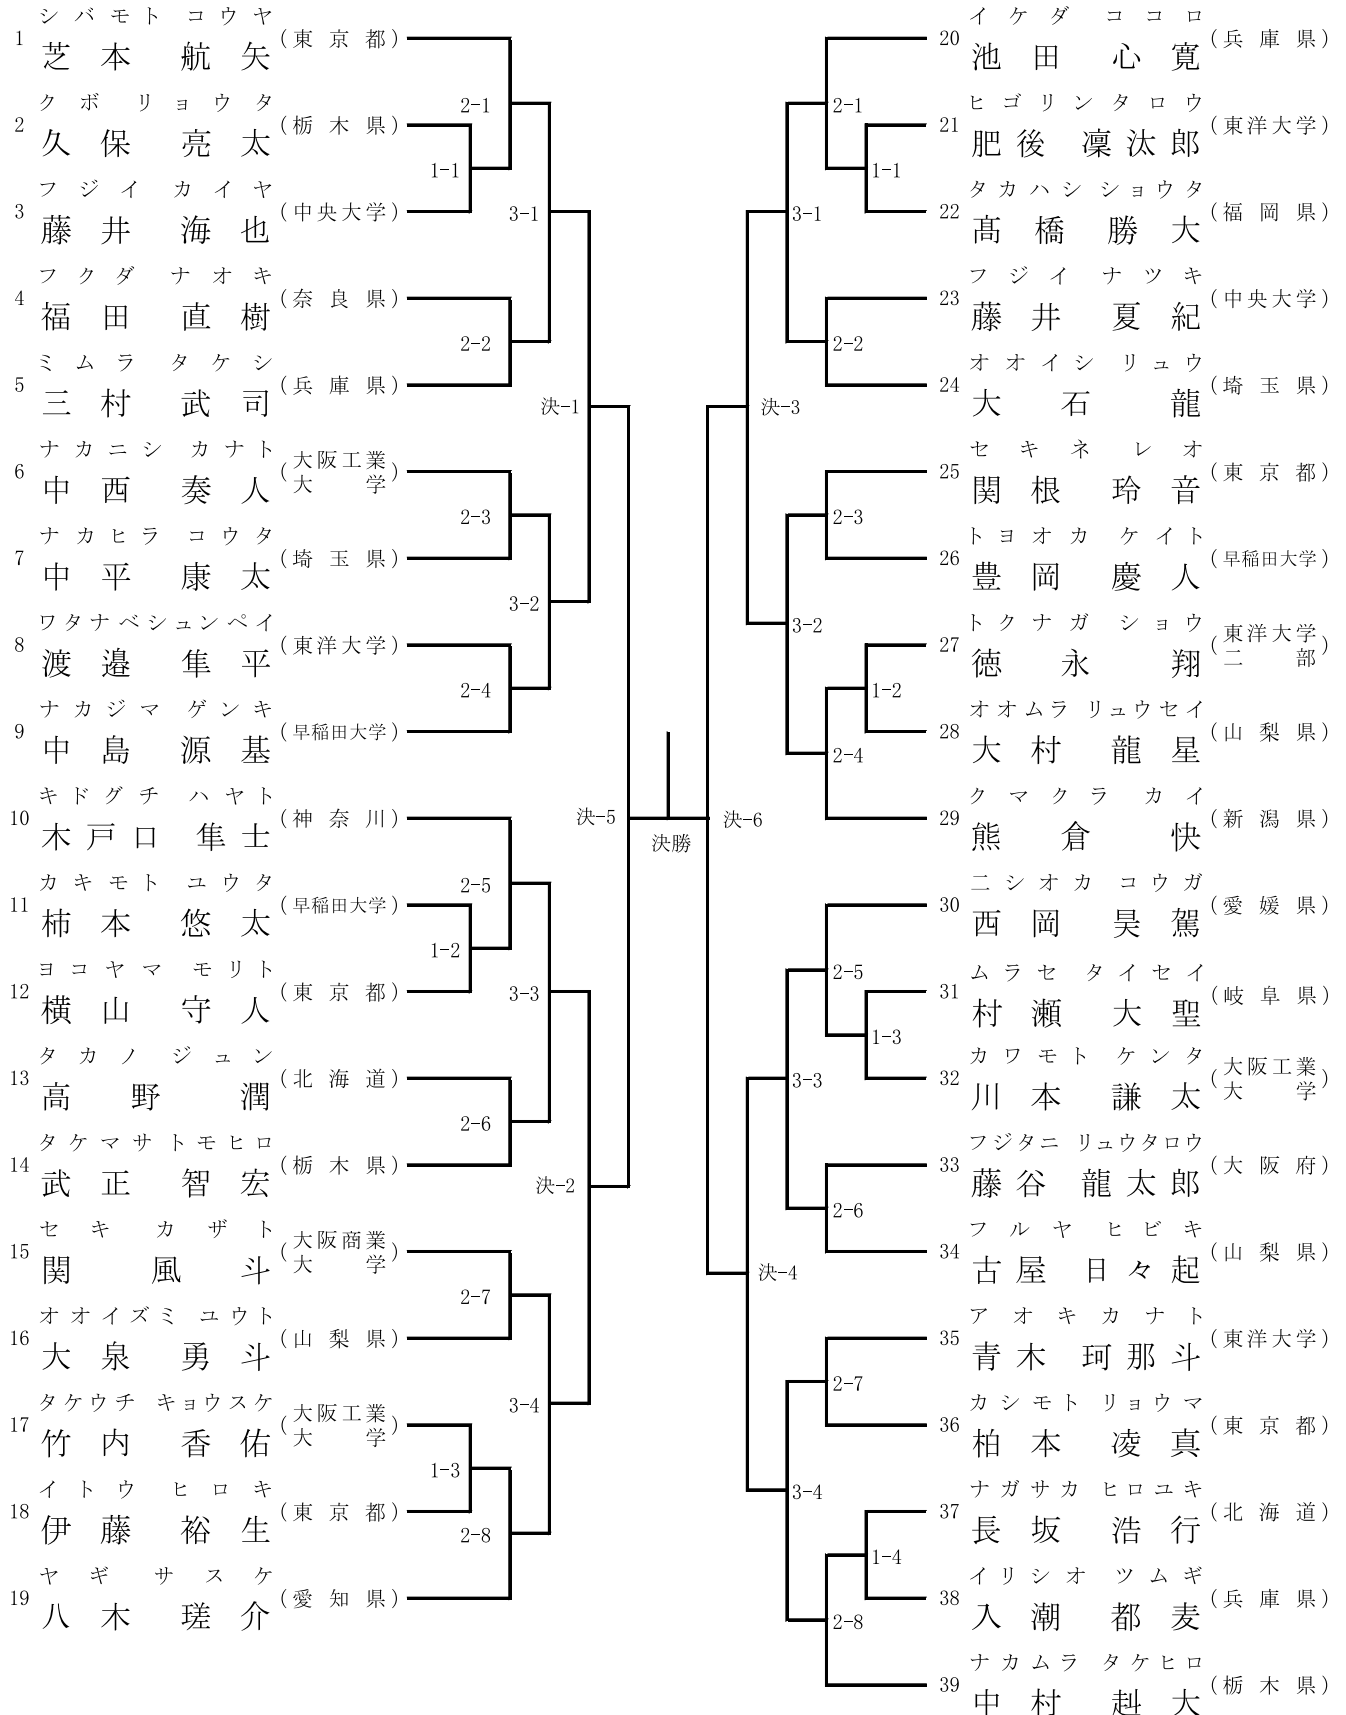 シバモト コウヤ
1 芝本 航矢 (東京都)
クボ リョウタ
2 久保 亮太 (栃木県)
フジイ カイヤ
3 藤井 海也 (中央大学)
フクダ ナオキ
4 福田 直樹 (奈良県)
ミムラ タケシ
5 三村 武司 (兵庫県)
ナカニシ カナト
6 中西 奏人 (大阪工業大学)
ナカヒラ コウタ
7 中平 康太 (埼玉県)
ワタナベシュンペイ
8 渡邉 隼平 (東洋大学)
ナカジマ ゲンキ
9 中島 源基 (早稲田大学)
キドグチ ハヤト
10 木戸口 隼士 (神奈川)
カキモト ユウタ
11 柿本 悠太 (早稲田大学)
ヨコヤマ モリト
12 横山 守人 (東京都)
タカノ ジュン
13 高野 潤 (北海道)
タケマサトモヒロ
14 武正 智宏 (栃木県)
セキ カザト
15 関 風斗 (大阪商業大学)
オオイズミ ユウト
16 大泉 勇斗 (山梨県)
タケウチ キョウスケ
17 竹内 香佑 (大阪工業大学)
イトウ ヒロキ
18 伊藤 裕生 (東京都)
ヤギ サスケ
19 八木 瑳介 (愛知県)
1-1
1-2
1-3
2-1
2-2
2-3
2-4
2-5
2-6
2-7
2-8
3-1
3-2
3-3
3-4
決-1
決-2
決-5
決勝
決-6
決-3
決-4
3-1
3-2
3-3
3-4
2-1
2-2
2-3
2-4
2-5
2-6
2-7
2-8
1-1
1-2
1-3
1-4
イケダ ココロ
20 池田 心寛 (兵庫県)
ヒゴリンタロウ
21 肥後 凜汰郎 (東洋大学)
タカハシ ショウタ
22 髙橋 勝大 (福岡県)
フジイ ナツキ
23 藤井 夏紀 (中央大学)
オオイシ リュウ
24 大石 龍 (埼玉県)
セキネ レオ
25 関根 玲音 (東京都)
トヨオカ ケイト
26 豊岡 慶人 (早稲田大学)
トクナガ ショウ
27 徳永 翔 (東洋大学二部)
オオムラ リュウセイ
28 大村 龍星 (山梨県)
クマクラ カイ
29 熊倉 快 (新潟県)
ニシオカ コウガ
30 西岡 昊駕 (愛媛県)
ムラセ タイセイ
31 村瀬 大聖 (岐阜県)
カワモト ケンタ
32 川本 謙太 (大阪工業大学)
フジタニ リュウタロウ
33 藤谷 龍太郎 (大阪府)
フルヤ ヒビキ
34 古屋 日々起 (山梨県)
アオキカナト
35 青木 珂那斗 (東洋大学)
カシモト リョウマ
36 柏本 凌真 (東京都)
ナガサカ ヒロユキ
37 長坂 浩行 (北海道)
イリシオ ツムギ
38 入潮 都麦 (兵庫県)
ナカムラ タケヒロ
39 中村 赳大 (栃木県)